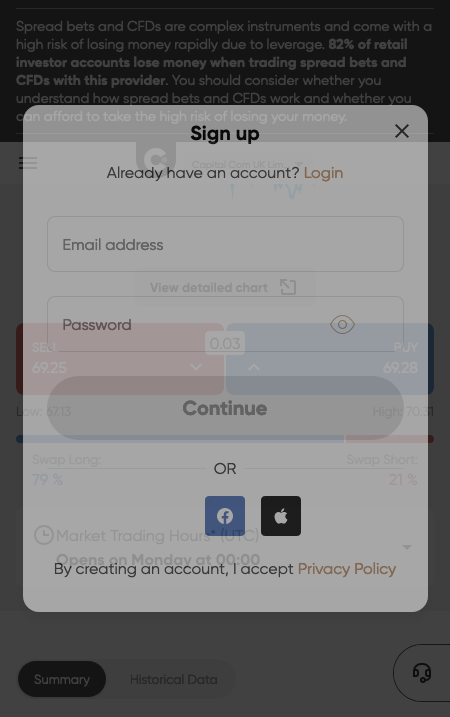 Spread bets and CFDs are complex instruments and come with a
high risk of losing money rapidly due to leverage. 82% of retail
investor accounts lose money when trading spread bets and
CFDs with this provider. You should consider whether you
understand how spread bets and CFDs work and whether you
can afford to take the high risk of losing your money.
Sign up
Capital Com UK Lim
Already have an account? Login
Email address
View detailed chart
Password
SELL
0.03
BUY
69.25
69.28
Continue
Low: 67.13
High: 70.31
Swap Long:
Swap Short:
OR
79 %
21 %
Market Trading Hours* (UTC)
Opens on Monday at 00:00
By creating an account, I accept Privacy Policy
Summary
Historical Data